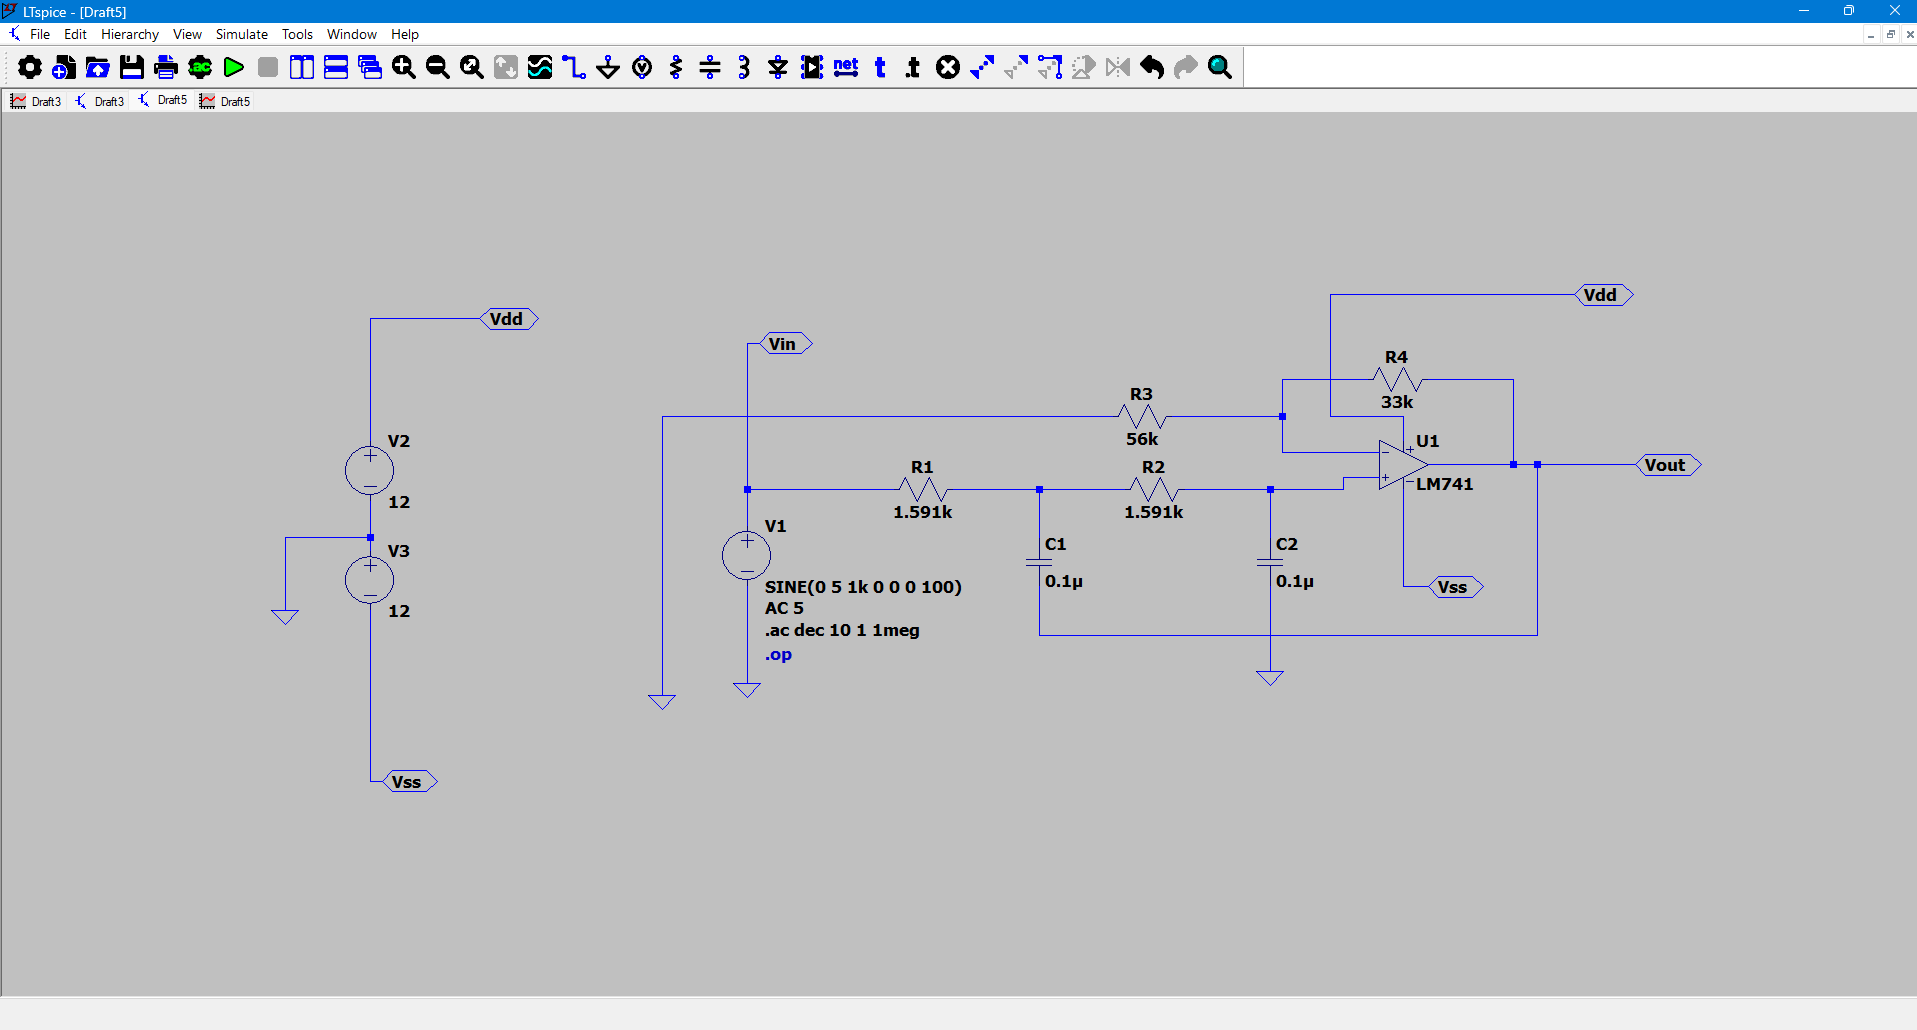 LTspice - [Draft5]
File Edit Hierarchy View Simulate Tools Window Help
.ac net t .t
Draft3 Draft3 Draft5 Draft5
Vdd
Vdd
Vin
R4
33k
R3
56k
V2
12
U1
LM741
R1
1.591k
R2
1.591k
Vout
V1
SINE(0 5 1k 0 0 0 100)
AC 5
.ac dec 10 1 1meg
.op
C1
0.1µ
C2
0.1µ
V3
12
Vss
Vss